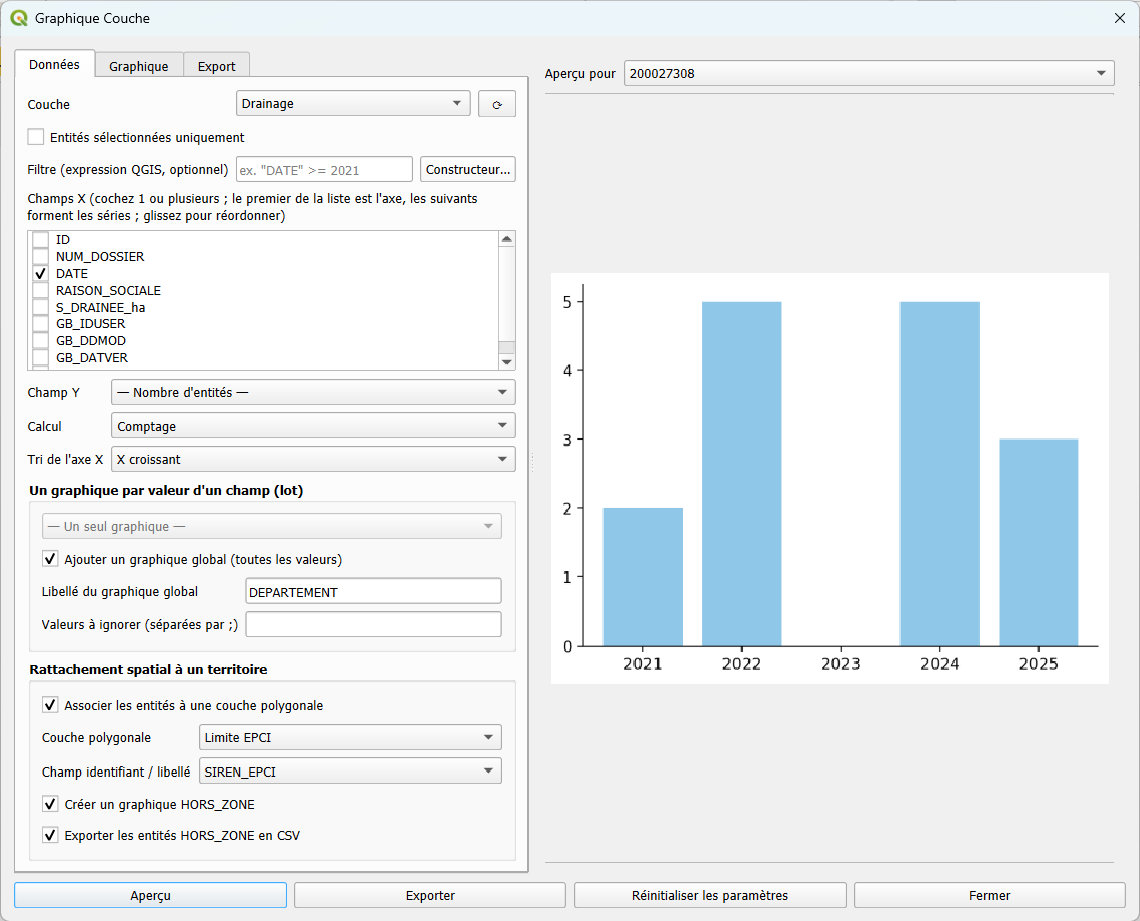 Graphique Couche
Données
Graphique
Export
Couche
Drainage
Entités sélectionnées uniquement
Filtre (expression QGIS, optionnel)
ex. "DATE" >= 2021
Constructeur...
Champs X (cochez 1 ou plusieurs ; le premier de la liste est l'axe, les suivants
forment les séries ; glissez pour réordonner)
ID
NUM_DOSSIER
DATE
RAISON_SOCIALE
S_DRAINEE_ha
GB_IDUSER
GB_DDMOD
GB_DATVER
Champ Y
— Nombre d'entités —
Calcul
Comptage
Tri de l'axe X
X croissant
Un graphique par valeur d'un champ (lot)
— Un seul graphique —
Ajouter un graphique global (toutes les valeurs)
Libellé du graphique global
DEPARTEMENT
Valeurs à ignorer (séparées par ;)
Rattachement spatial à un territoire
Associer les entités à une couche polygonale
Couche polygonale
Limite EPCI
Champ identifiant / libellé
SIREN_EPCI
Créer un graphique HORS_ZONE
Exporter les entités HORS_ZONE en CSV
Aperçu pour
200027308
5
4
3
2
1
0
2021
2022
2023
2024
2025
Aperçu
Exporter
Réinitialiser les paramètres
Fermer